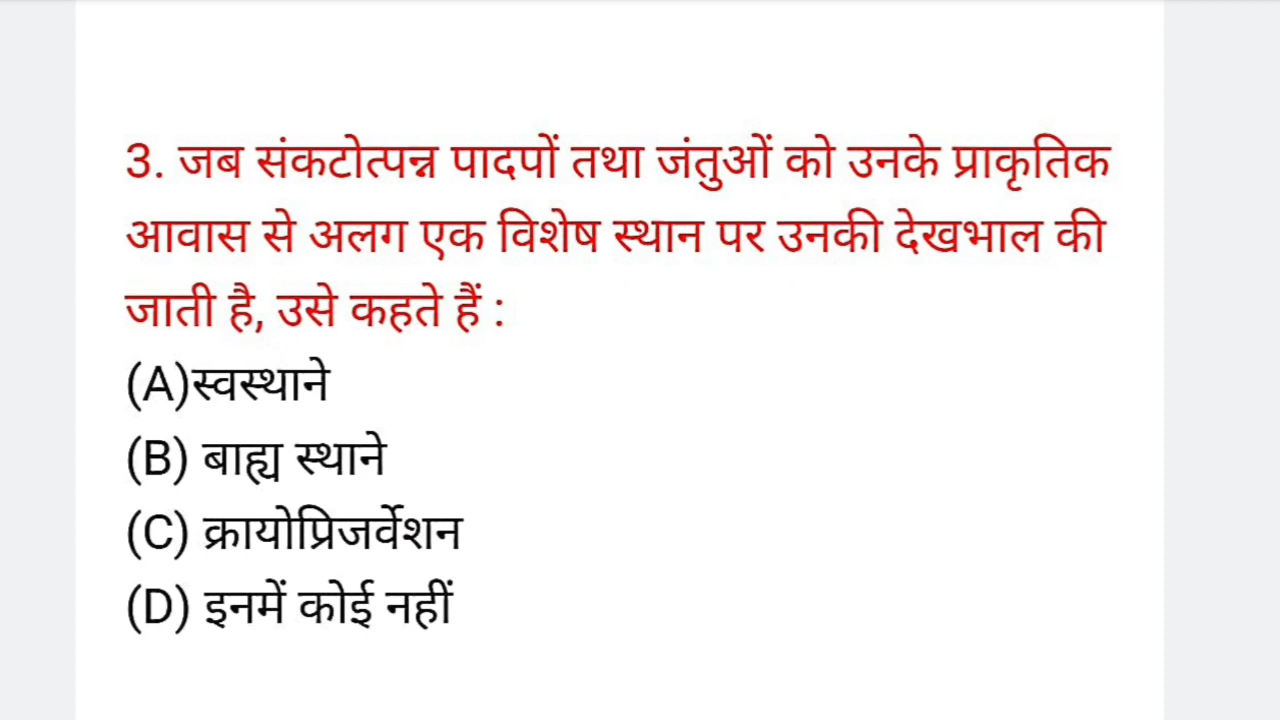 3. जब संकटोत्पन्न पादपों तथा जंतुओं को उनके प्राकृतिक
आवास से अलग एक विशेष स्थान पर उनकी देखभाल की
जाती है, उसे कहते हैं :
(A)स्वस्थाने
(B) बाह्य स्थाने
(C) क्रायोप्रिजर्वेशन
(D) इनमें कोई नहीं